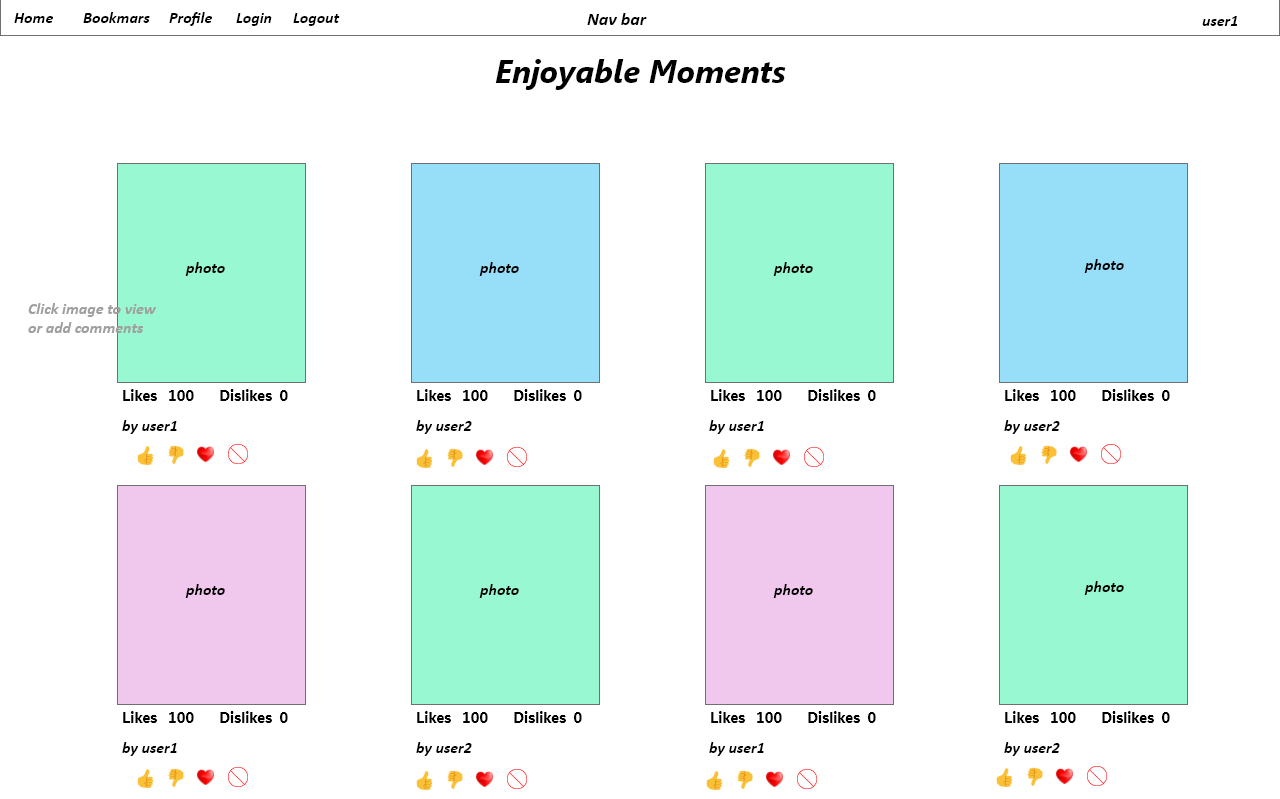 Home Bookmars Profile Login Logout Nav bar user1
Enjoyable Moments
photo photo photo photo
Click image to view
or add comments
Likes 100 Dislikes 0 Likes 100 Dislikes 0 Likes 100 Dislikes 0 Likes 100 Dislikes 0
by user1 by user2 by user1 by user2
photo photo photo photo
Likes 100 Dislikes 0 Likes 100 Dislikes 0 Likes 100 Dislikes 0 Likes 100 Dislikes 0
by user1 by user2 by user1 by user2